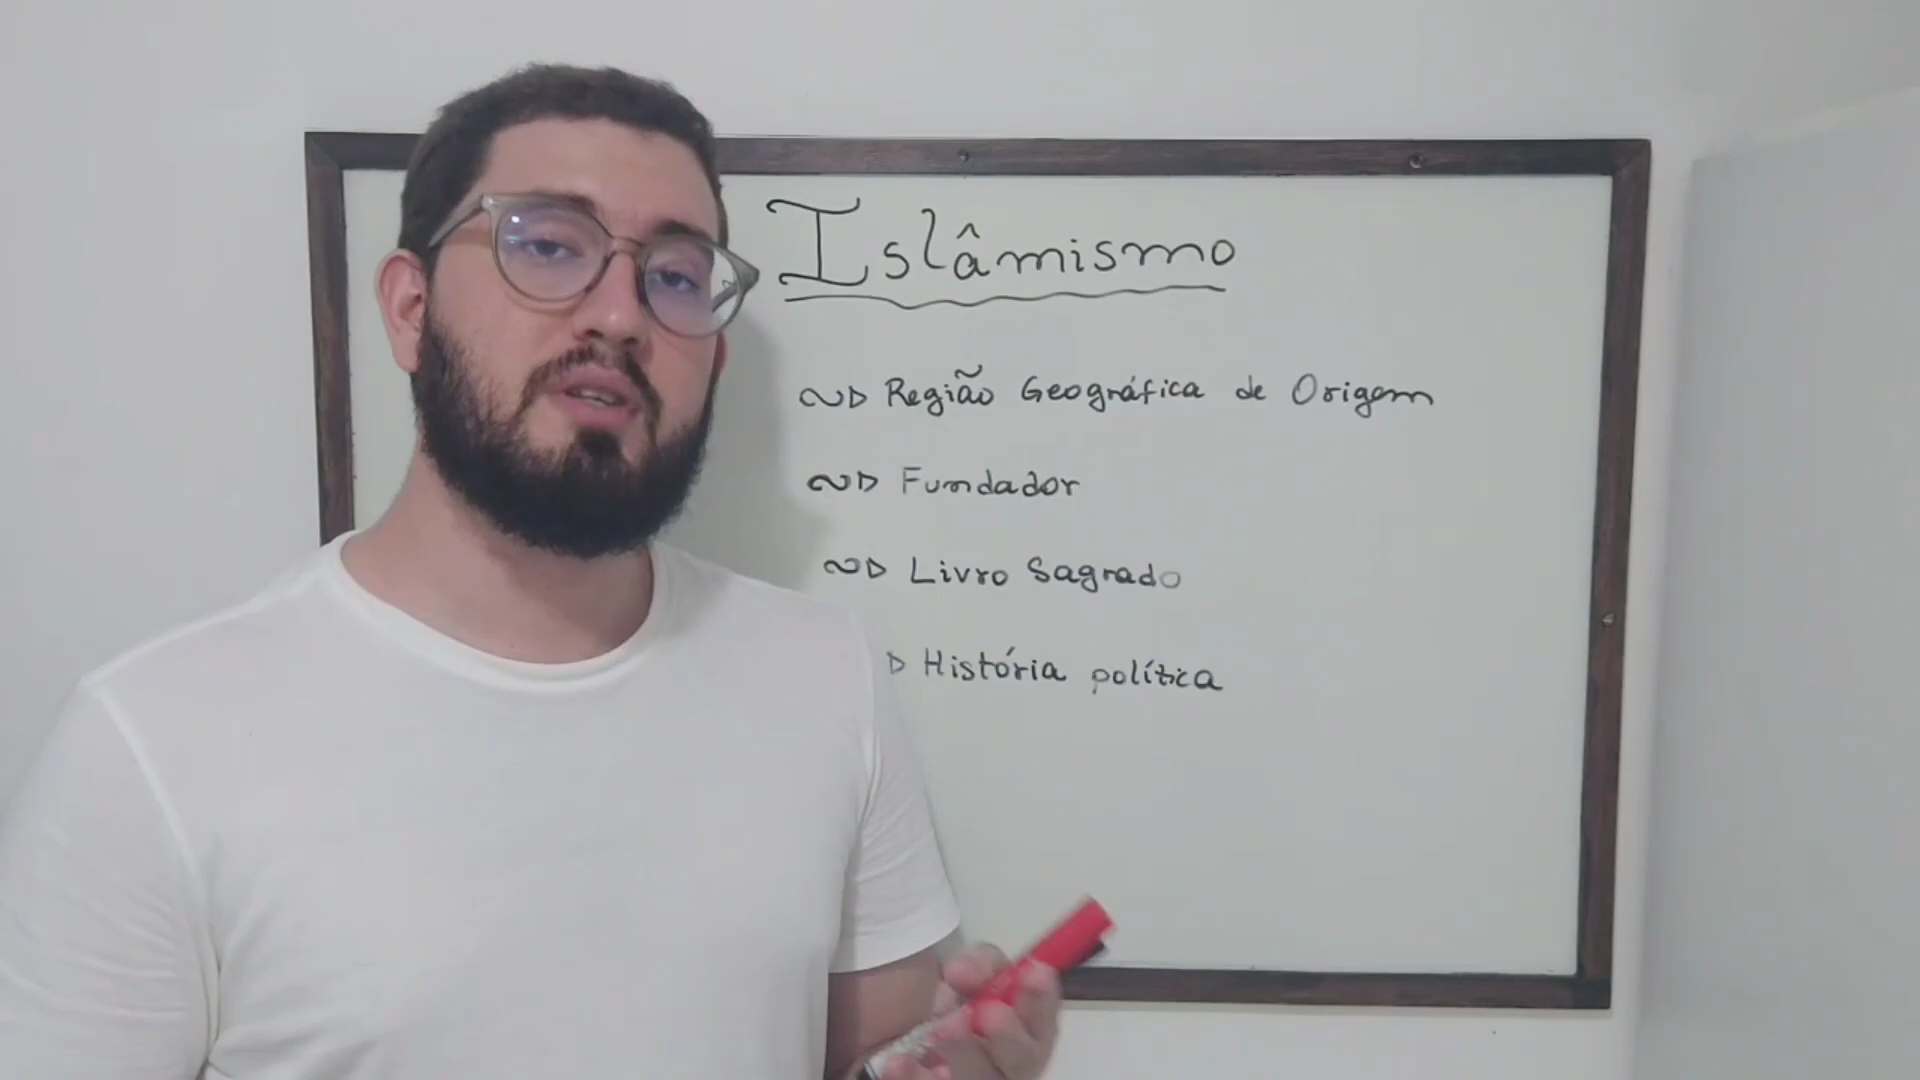 Islâmismo
Região Geográfica de Origem
Fundador
Livro Sagrado
História política